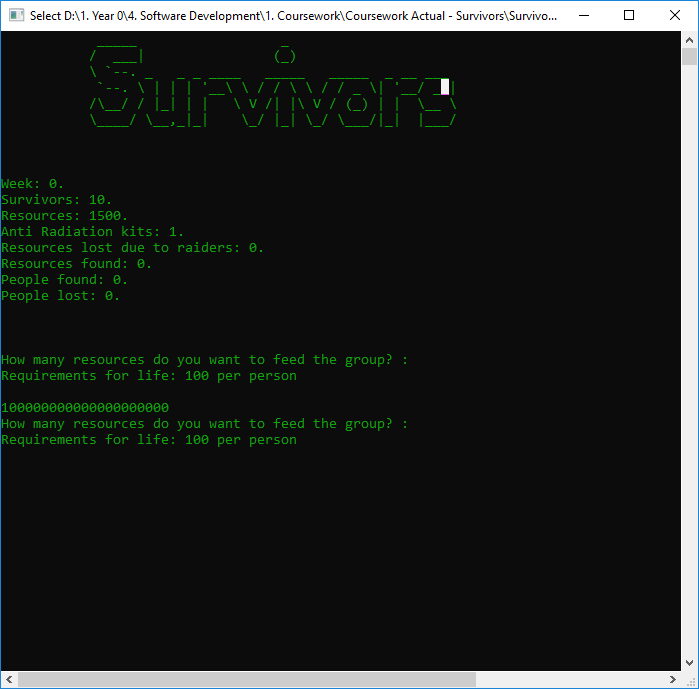 Select D:\1. Year 0\4. Software Development\1. Coursework\Coursework Actual - Survivors\Survivo...
Survivors
Week: 0.
Survivors: 10.
Resources: 1500.
Anti Radiation kits: 1.
Resources lost due to raiders: 0.
Resources found: 0.
People found: 0.
People lost: 0.
How many resources do you want to feed the group? :
Requirements for life: 100 per person
100000000000000000000
How many resources do you want to feed the group? :
Requirements for life: 100 per person